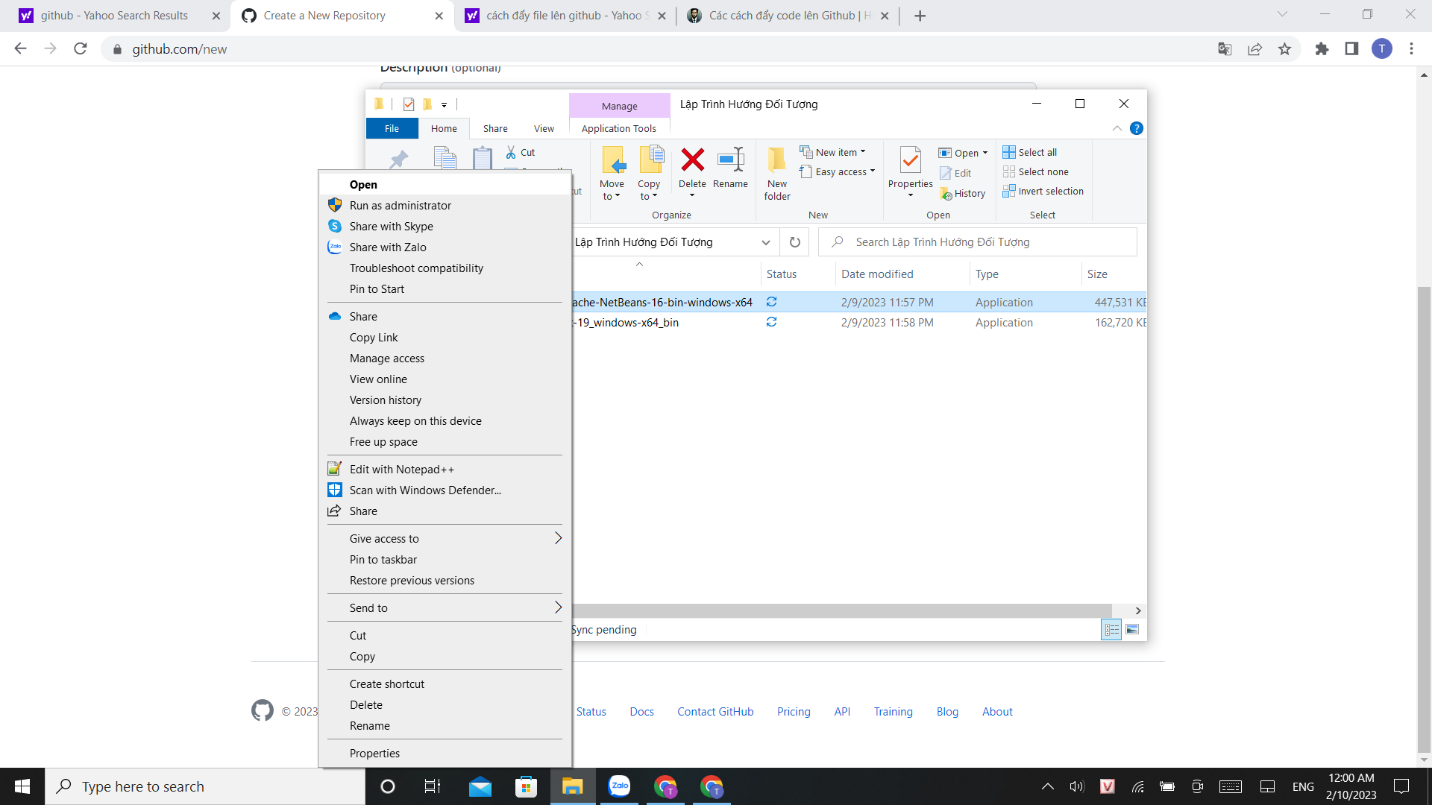 github - Yahoo Search Results
Create a New Repository
cách đẩy file lên github - Yahoo S
Các cách đẩy code lên Github | H
github.com/new
T
Description (optional)
Manage
Lập Trình Hướng Đối Tượng
File
Home
Share
View
Application Tools
Cut
Move to
Copy to
Delete
Rename
New folder
New item
Easy access
Properties
Open
Edit
History
Select all
Select none
Invert selection
Organize
New
Open
Select
Lập Trình Hướng Đối Tượng
Search Lập Trình Hướng Đối Tượng
Status
Date modified
Type
Size
ache-NetBeans-16-bin-windows-x64
2/9/2023 11:57 PM
Application
447,531 KB
-19_windows-x64_bin
2/9/2023 11:58 PM
Application
162,720 KB
Sync pending
Open
Run as administrator
Share with Skype
Share with Zalo
Troubleshoot compatibility
Pin to Start
Share
Copy Link
Manage access
View online
Version history
Always keep on this device
Free up space
Edit with Notepad++
Scan with Windows Defender...
Share
Give access to
Pin to taskbar
Restore previous versions
Send to
Cut
Copy
Create shortcut
Delete
Rename
Properties
© 2023
Status
Docs
Contact GitHub
Pricing
API
Training
Blog
About
Type here to search
Zalo
ENG
12:00 AM
2/10/2023